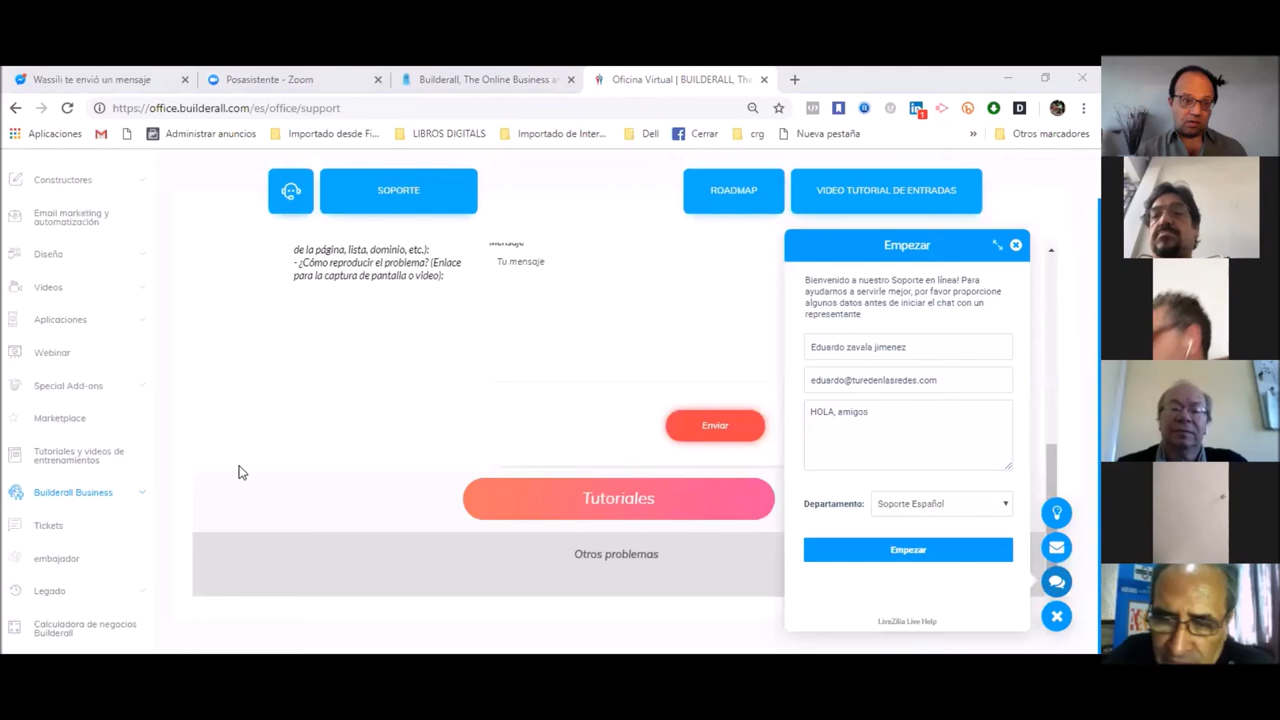 Wassili te envió un mensaje
Posasistente - Zoom
Builderall, The Online Business an
Oficina Virtual | BUILDERALL, The
https://office.builderall.com/es/office/support
1
D
Aplicaciones
Administrar anuncios
Importado desde Fi...
LIBROS DIGITALS
Importado de Inter...
Dell
Cerrar
crg
Nueva pestaña
»
Otros marcadores
Constructores
Email marketing y
automatización
Diseña
Videos
Aplicaciones
Webinar
Special Add-ons
Marketplace
Tutoriales y videos de
entrenamientos
Builderall Business
Tickets
embajador
Legado
Calculadora de negocios
Builderall
SOPORTE
ROADMAP
VIDEO TUTORIAL DE ENTRADAS
de la página, lista, dominio, etc.):
- ¿Cómo reproducir el problema? (Enlace
para la captura de pantalla o video):
Mensaje
Tu mensaje
Enviar
Tutoriales
Otros problemas
Empezar
Bienvenido a nuestro Soporte en línea! Para
ayudarnos a servirle mejor, por favor proporcione
algunos datos antes de iniciar el chat con un
representante
Eduardo zavala jimenez
eduardo@turedenlasredes.com
HOLA, amigos
Departamento:
Soporte Español
Empezar
LiveZilla Live Help